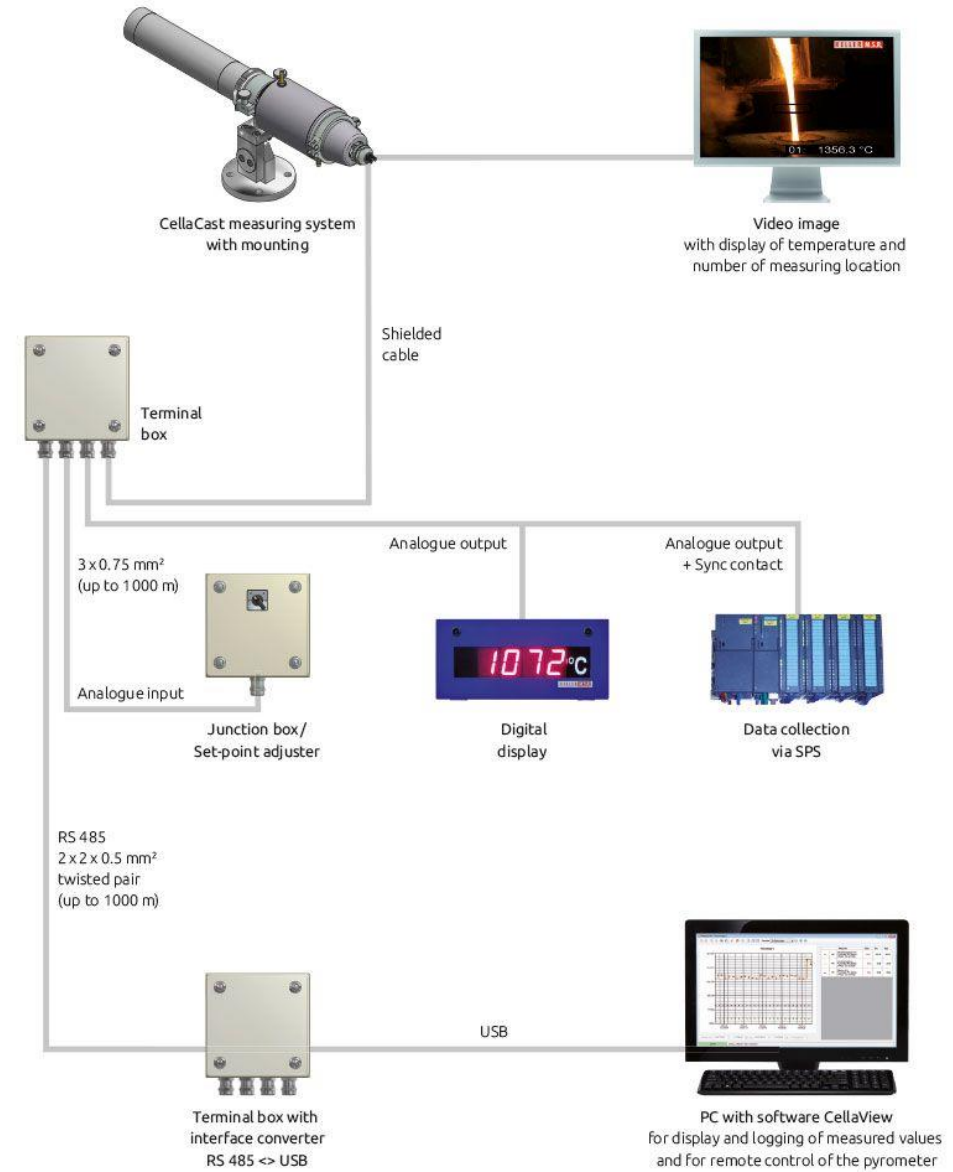 KELLER MSR
01 1356.3 °C
CellaCast measuring system
with mounting
Video image
with display of temperature and
number of measuring location
Shielded
cable
Terminal
box
Analogue output
Analogue output
+ Sync contact
3 x 0.75 mm²
(up to 1000 m)
1072 °C
Analogue input
Junction box/
Set-point adjuster
Digital
display
Data collection
via SPS
RS 485
2 x 2 x 0.5 mm²
twisted pair
(up to 1000 m)
USB
Terminal box with
interface converter
RS 485 <> USB
PC with software CellaView
for display and logging of measured values
and for remote control of the pyrometer